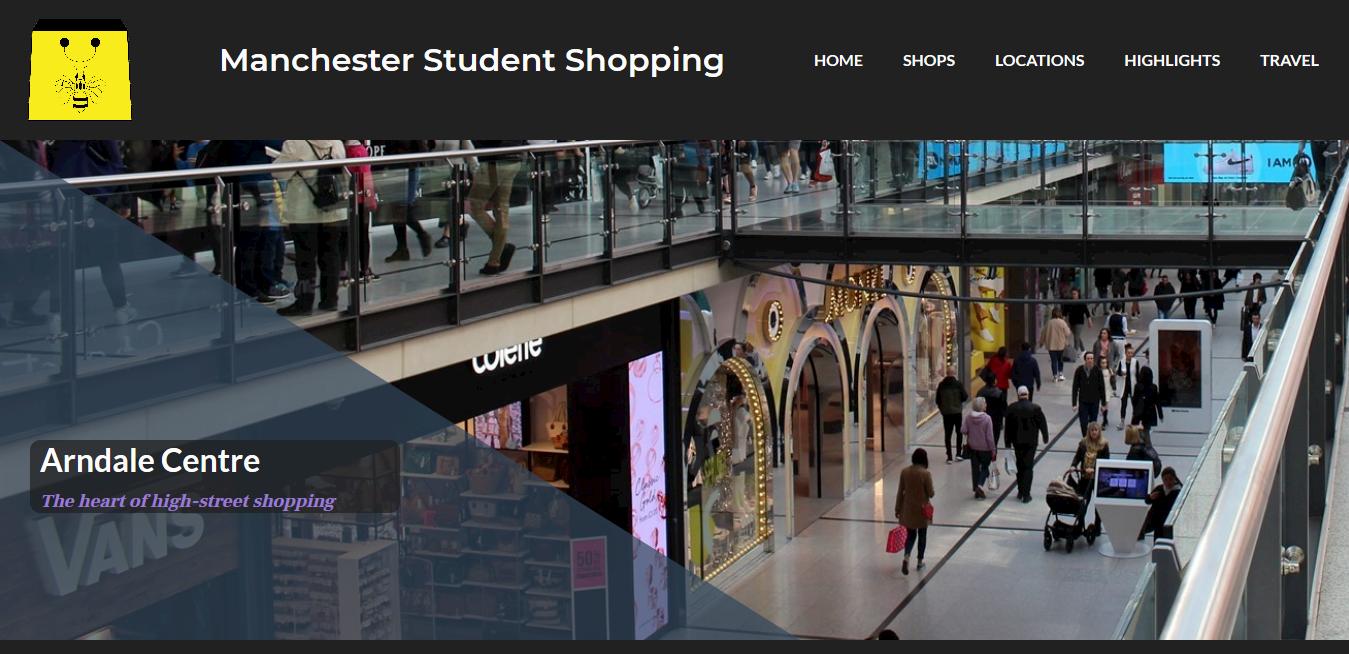 Manchester Student Shopping
HOME
SHOPS
LOCATIONS
HIGHLIGHTS
TRAVEL
I AM
colette
Arndale Centre
The heart of high-street shopping
VANS
50%